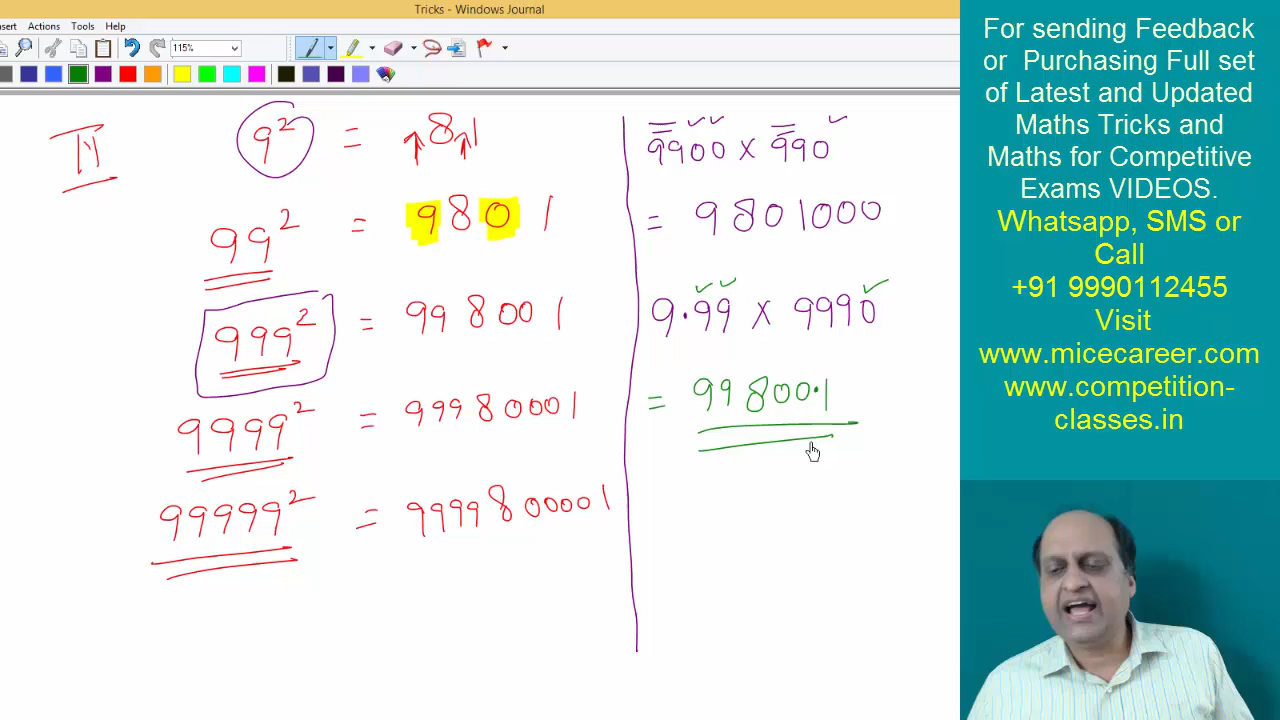 Tricks - Windows Journal
nsert Actions Tools Help
115%
II
9² = 81
99² = 9801
999² = 998001
9999² = 99980001
99999² = 9999800001
9900 × 990
= 9801000
9.99 × 9990
= 99800.1
For sending Feedback
or Purchasing Full set
of Latest and Updated
Maths Tricks and
Maths for Competitive
Exams VIDEOS.
Whatsapp, SMS or
Call
+91 9990112455
Visit
www.micecareer.com
www.competition-
classes.in